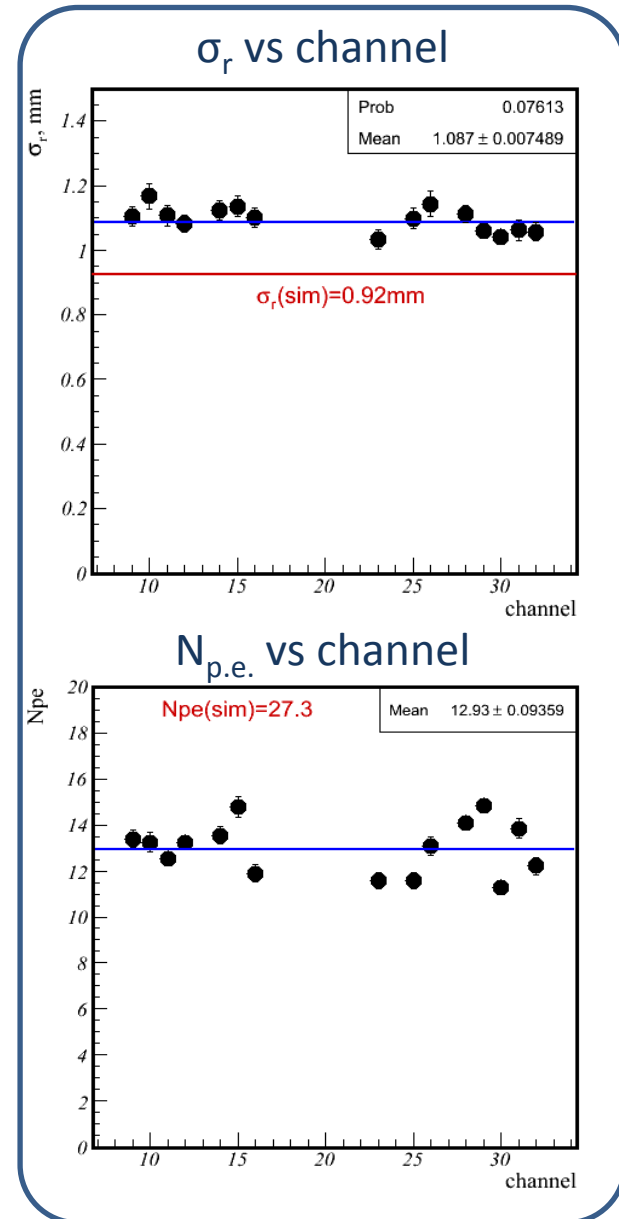 σr vs channel
σr, mm
Prob 0.07613
Mean 1.087 ± 0.007489
1.4
1.2
1
0.8
0.6
0.4
0.2
0
σr(sim)=0.92mm
10 15 20 25 30
channel
Np.e. vs channel
Npe
Npe(sim)=27.3
Mean 12.93 ± 0.09359
20
18
16
14
12
10
8
6
4
2
0
10 15 20 25 30
channel